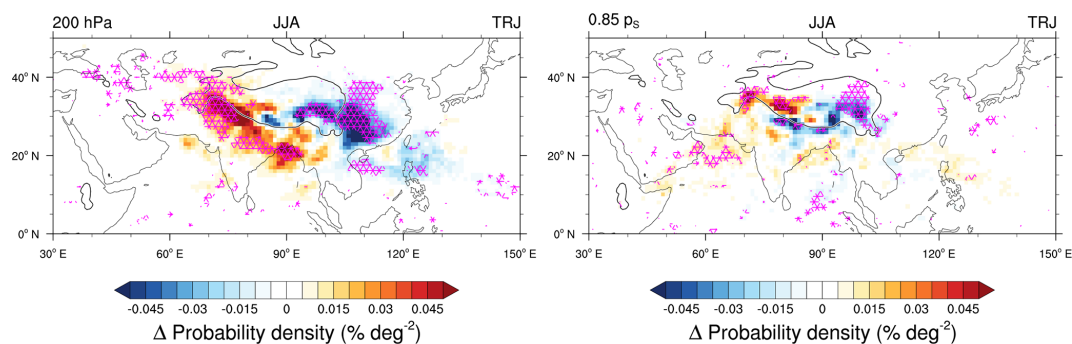 200 hPa JJA TRJ
40° N
20° N
0° N
30 E 60 E 90 E 120 E 150 E
-0.045 -0.03 -0.015 0 0.015 0.03 0.045
Δ Probability density (% deg⁻²)
0.85 pS JJA TRJ
40° N
20° N
0° N
30 E 60 E 90 E 120 E 150 E
-0.045 -0.03 -0.015 0 0.015 0.03 0.045
Δ Probability density (% deg⁻²)